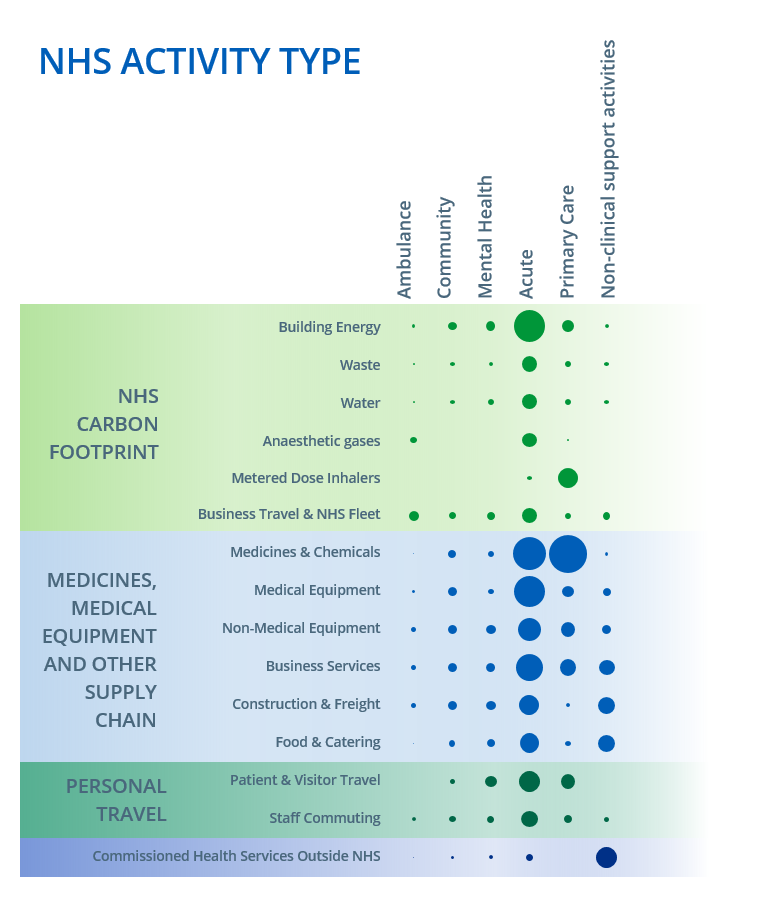 NHS ACTIVITY TYPE
Ambulance
Community
Mental Health
Acute
Primary Care
Non-clinical support activities
NHS
CARBON
FOOTPRINT
Building Energy
Waste
Water
Anaesthetic gases
Metered Dose Inhalers
Business Travel & NHS Fleet
MEDICINES,
MEDICAL
EQUIPMENT
AND OTHER
SUPPLY
CHAIN
Medicines & Chemicals
Medical Equipment
Non-Medical Equipment
Business Services
Construction & Freight
Food & Catering
PERSONAL
TRAVEL
Patient & Visitor Travel
Staff Commuting
Commissioned Health Services Outside NHS